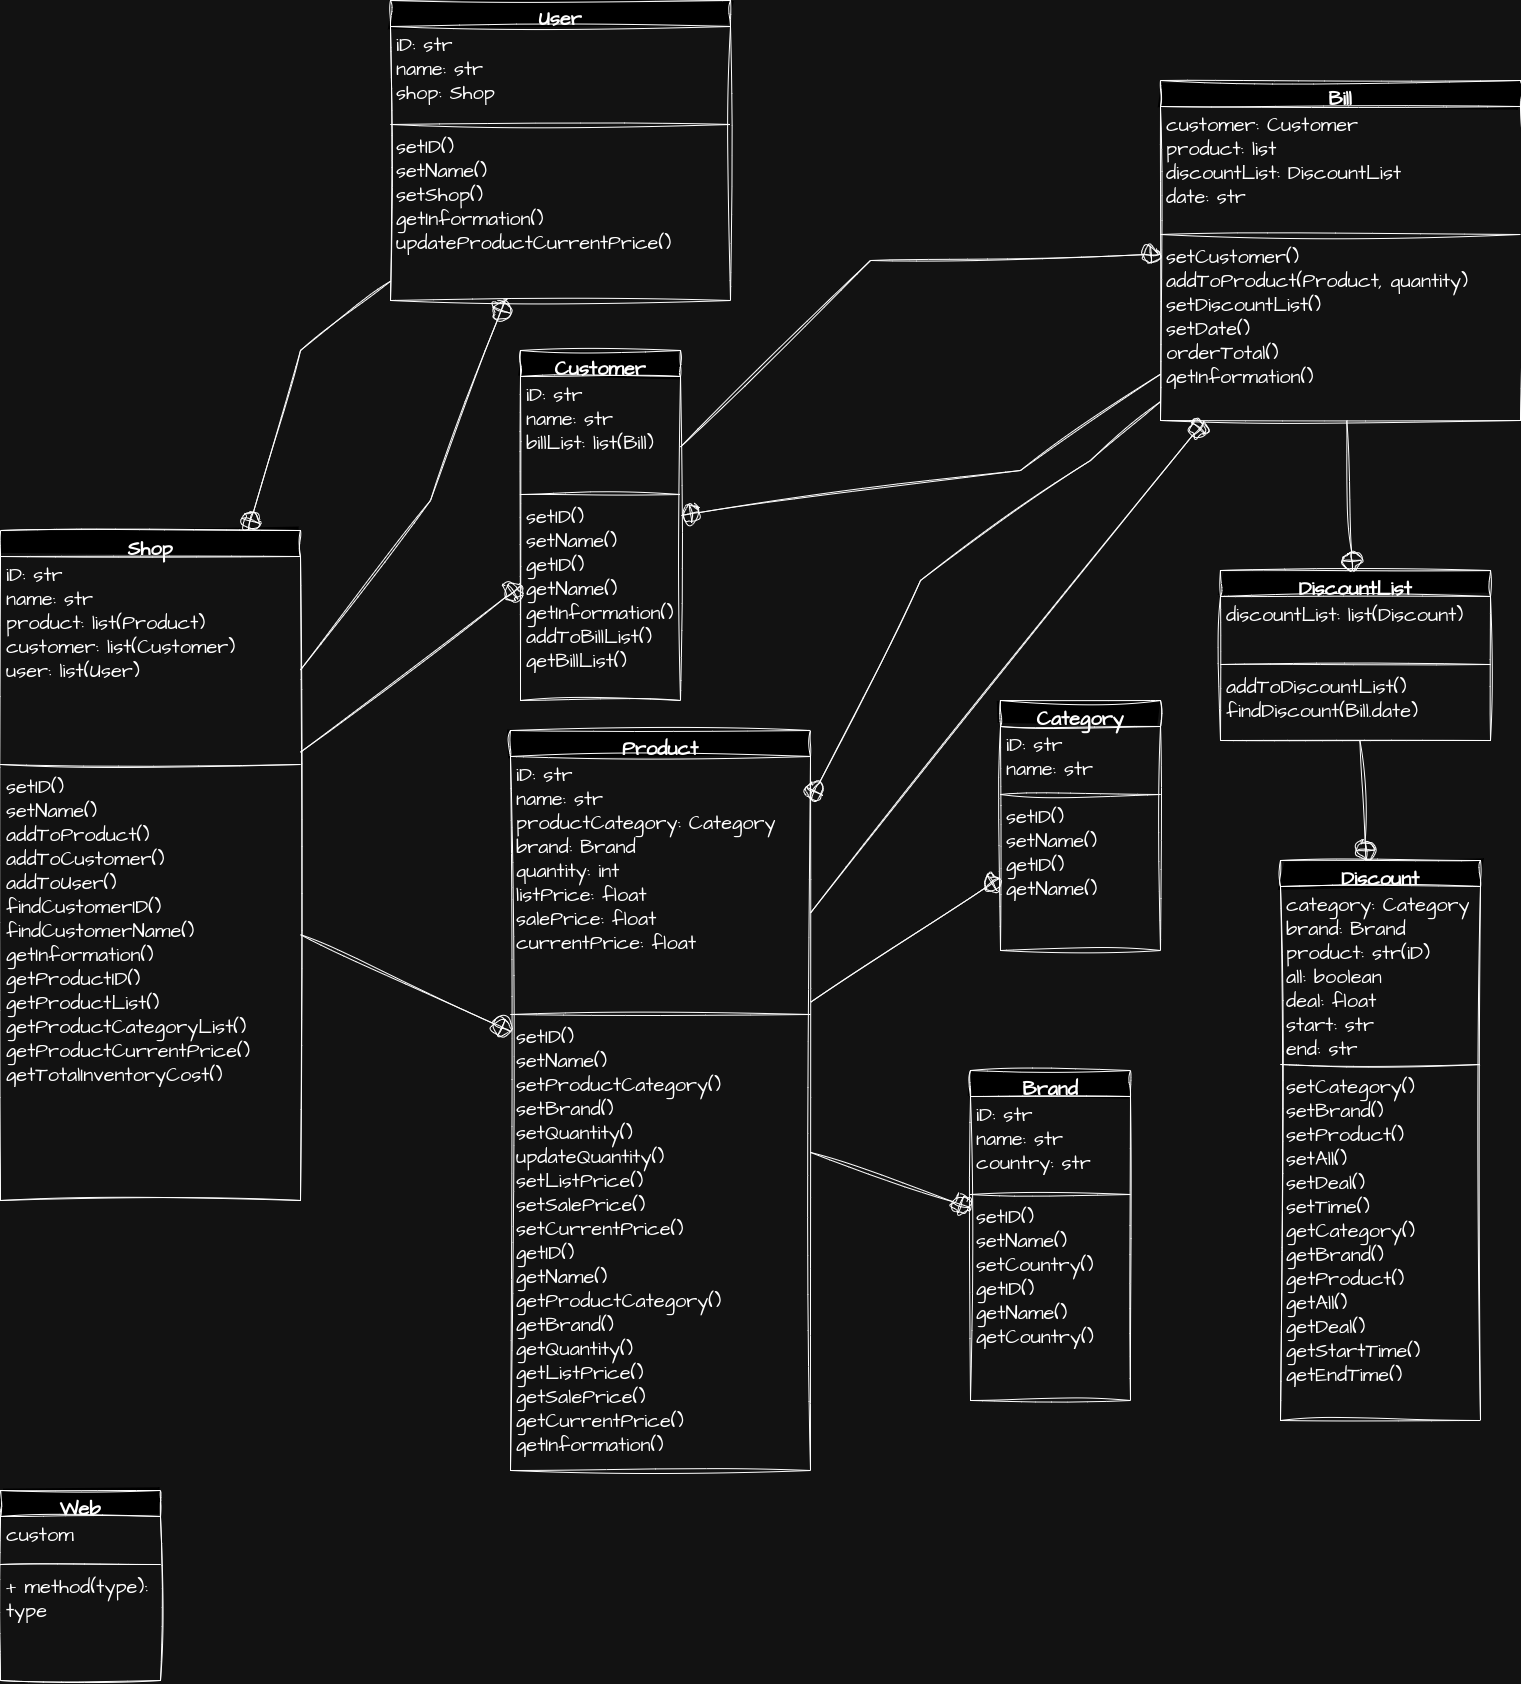 User
iD: str
name: str
shop: Shop
setID()
setName()
setShop()
getInformation()
updateProductCurrentPrice()
Bill
customer: Customer
product: list
discountList: DiscountList
date: str
setCustomer()
addToProduct(Product, quantity)
setDiscountList()
setDate()
orderTotal()
getInformation()
Customer
iD: str
name: str
billList: list(Bill)
setID()
setName()
getID()
getName()
getInformation()
addToBillList()
getBillList()
Shop
iD: str
name: str
product: list(Product)
customer: list(Customer)
user: list(User)
setID()
setName()
addToProduct()
addToCustomer()
addToUser()
findCustomerID()
findCustomerName()
getInformation()
getProductID()
getProductList()
getProductCategoryList()
getProductCurrentPrice()
getTotalInventoryCost()
DiscountList
discountList: list(Discount)
addToDiscountList()
findDiscount(Bill.date)
Product
iD: str
name: str
productCategory: Category
brand: Brand
quantity: int
listPrice: float
salePrice: float
currentPrice: float
setID()
setName()
setProductCategory()
setBrand()
setQuantity()
updateQuantity()
setListPrice()
setSalePrice()
setCurrentPrice()
getID()
getName()
getProductCategory()
getBrand()
getQuantity()
getListPrice()
getSalePrice()
getCurrentPrice()
getInformation()
Category
iD: str
name: str
setID()
setName()
getID()
getName()
Discount
category: Category
brand: Brand
product: str(iD)
all: boolean
deal: float
start: str
end: str
setCategory()
setBrand()
setProduct()
setAll()
setDeal()
setTime()
getCategory()
getBrand()
getProduct()
getAll()
getDeal()
getStartTime()
getEndTime()
Brand
iD: str
name: str
country: str
setID()
setName()
setCountry()
getID()
getName()
getCountry()
Web
custom
+ method(type):
type